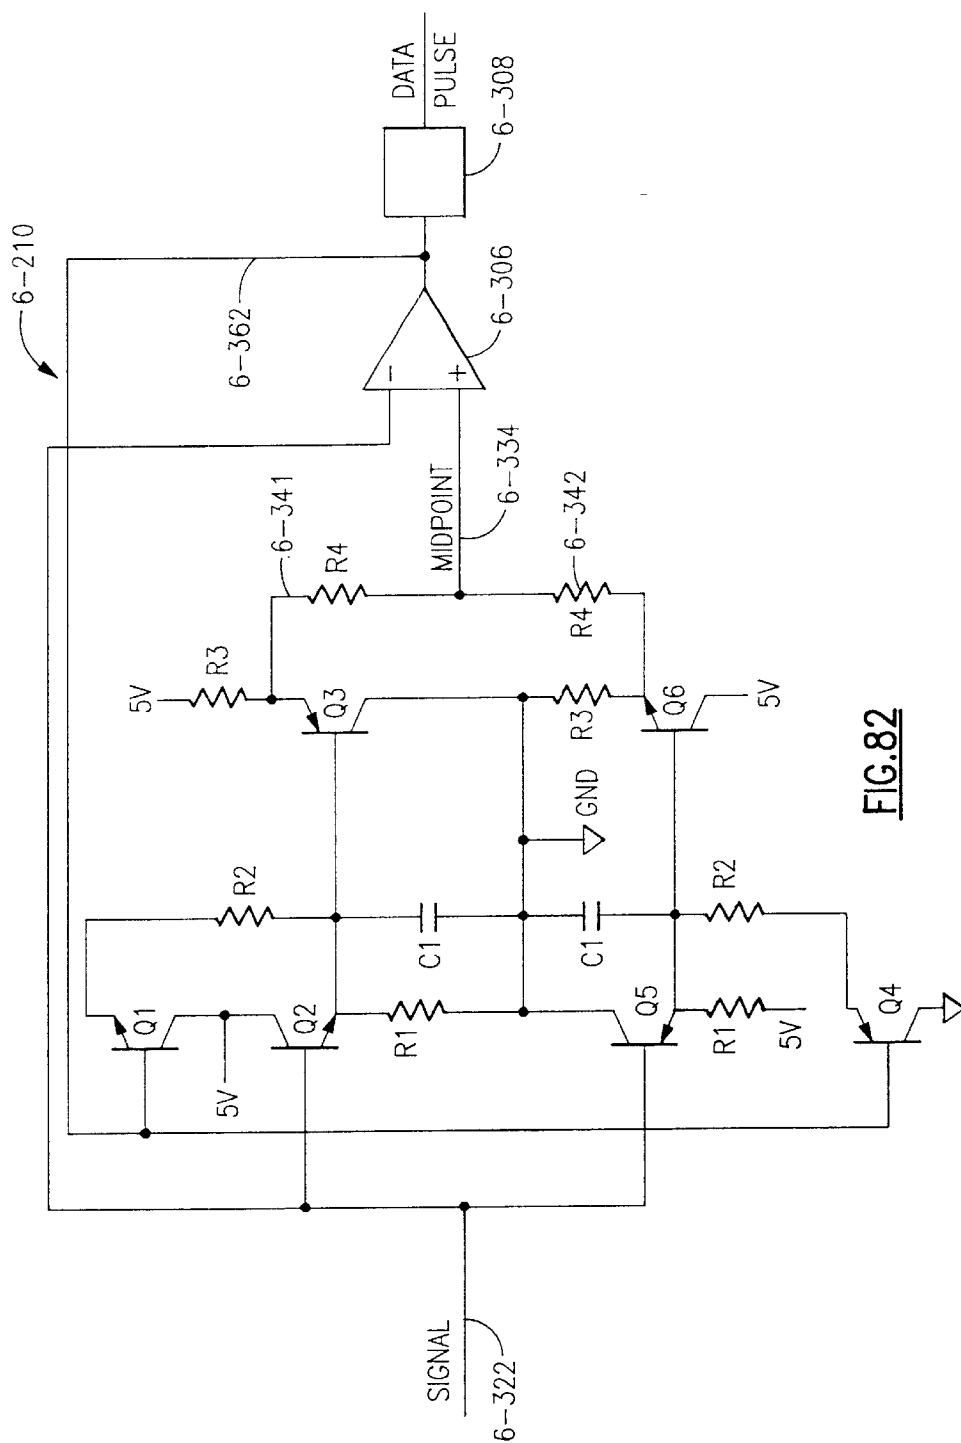 6-210
6-362
DATA
PULSE
6-308
6-306
-
+
6-341
R4
MIDPOINT
6-334
6-342
R4
5V
R3
Q3
R3
Q6
5V
GND
R2
C1
C1
R2
Q1
5V
Q2
R1
Q5
R1
5V
Q4
SIGNAL
6-322
FIG.82